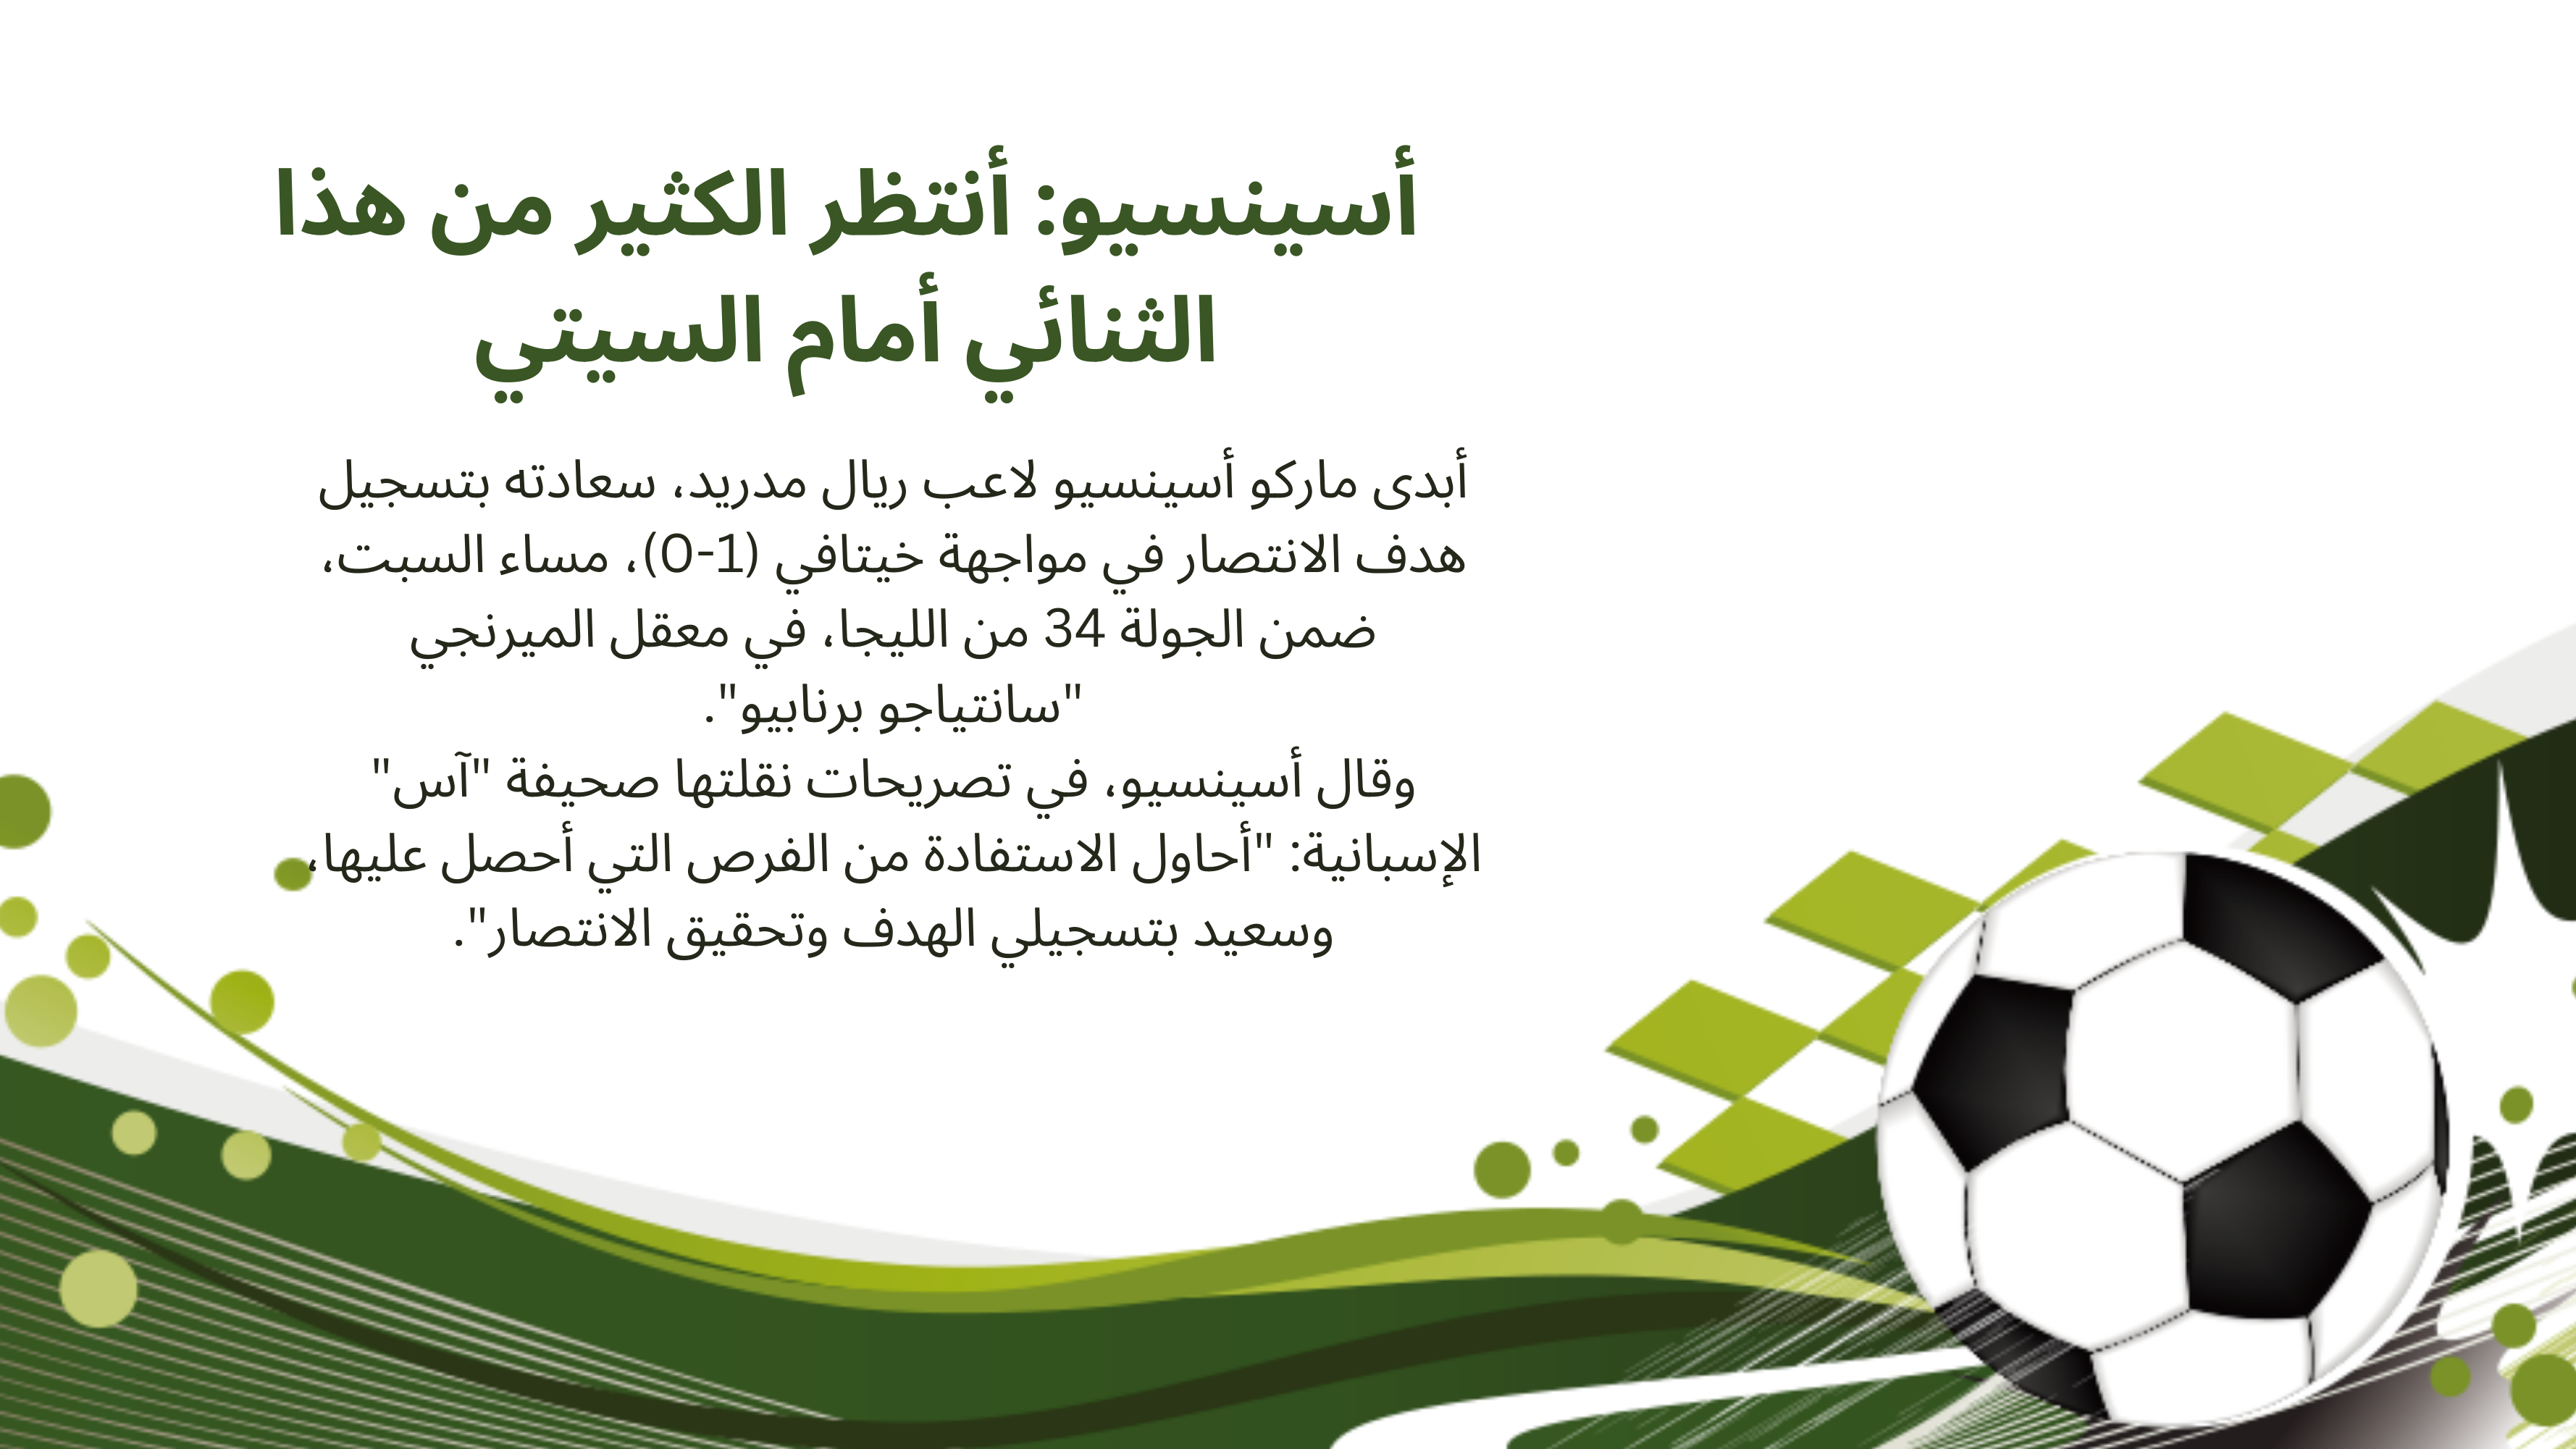 أسينسيو: أنتظر الكثير من هذا
الثنائي أمام السيتي
أبدى ماركو أسينسيو لاعب ريال مدريد، سعادته بتسجيل
هدف الانتصار في مواجهة خيتافي (1-0)، مساء السبت،
ضمن الجولة 34 من الليجا، في معقل الميرنجي
"سانتياجو برنابيو".
وقال أسينسيو، في تصريحات نقلتها صحيفة "آس"
الإسبانية: "أحاول الاستفادة من الفرص التي أحصل عليها،
وسعيد بتسجيلي الهدف وتحقيق الانتصار".